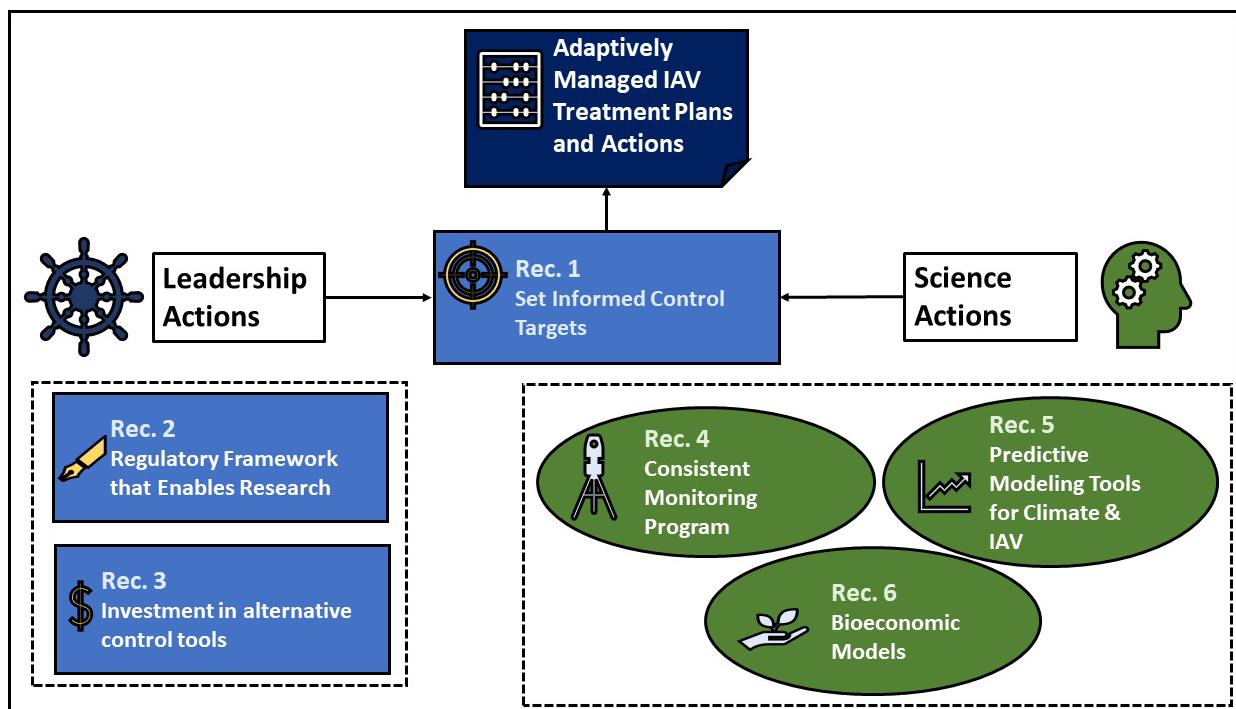 Adaptively
Managed IAV
Treatment Plans
and Actions
Leadership
Actions
Rec. 1
Set Informed Control
Targets
Science
Actions
Rec. 2
Regulatory Framework
that Enables Research
Rec. 3
Investment in alternative
control tools
Rec. 4
Consistent
Monitoring
Program
Rec. 5
Predictive
Modeling Tools
for Climate &
IAV
Rec. 6
Bioeconomic
Models